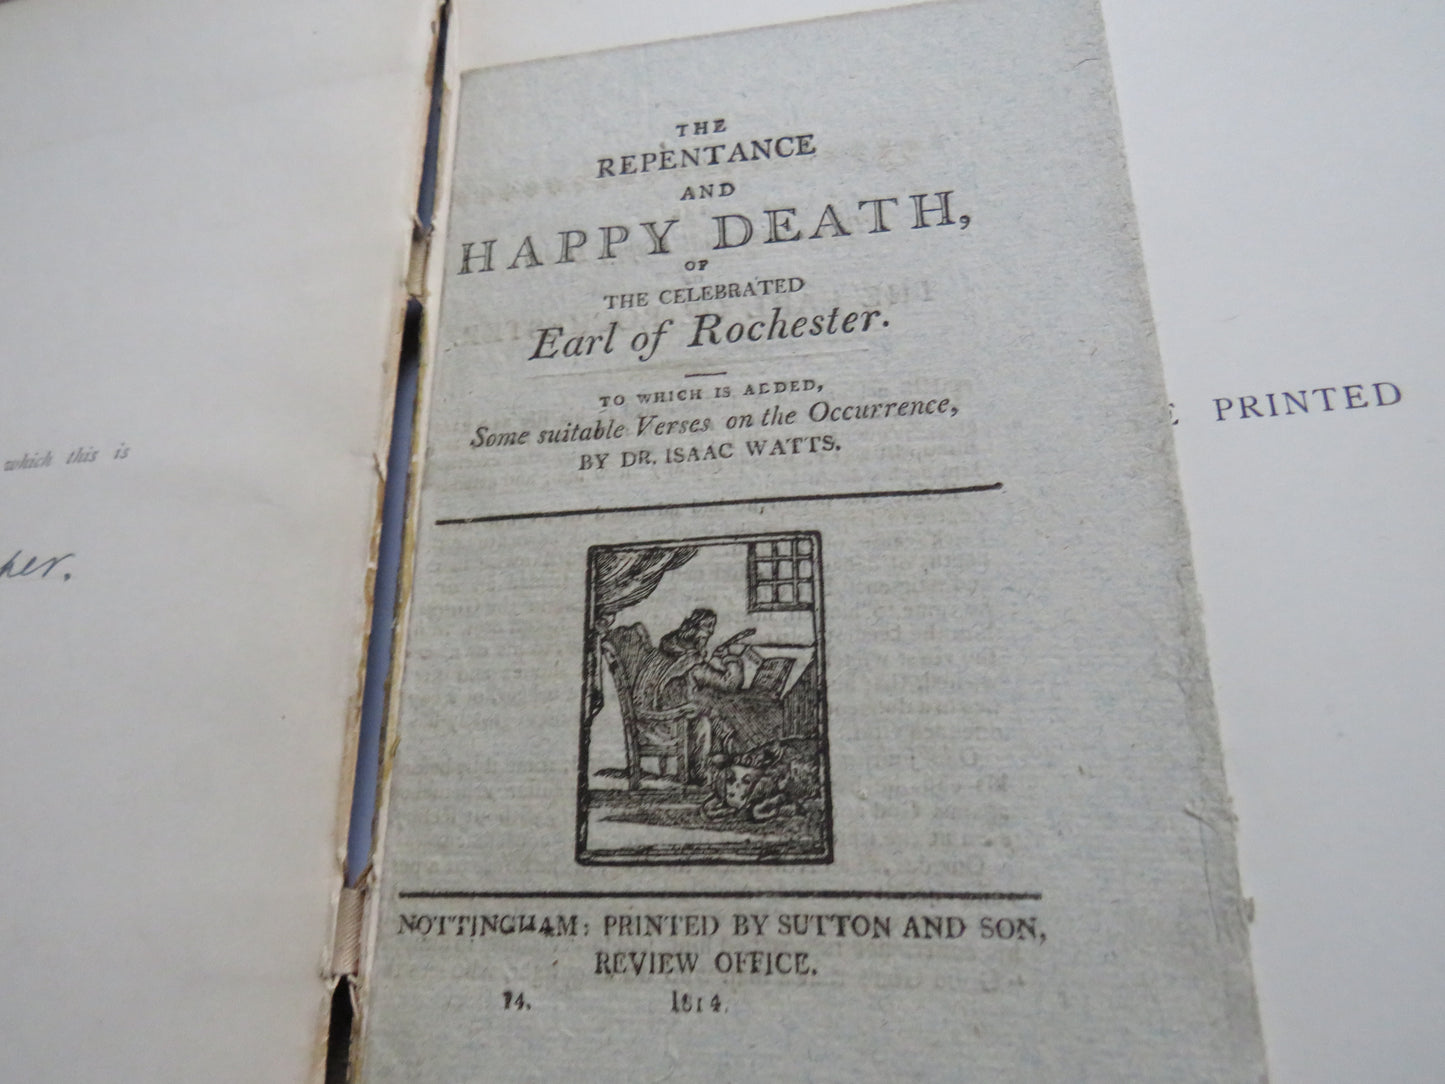 which this is
THE
REPENTANCE
AND
HAPPY DEATH,
OF
THE CELEBRATED
Earl of Rochester.
TO WHICH IS ADDED,
Some suitable Verses on the Occurrence,
BY DR. ISAAC WATTS.
NOTTINGHAM: PRINTED BY SUTTON AND SON,
REVIEW OFFICE.
74. 1814.
PRINTED